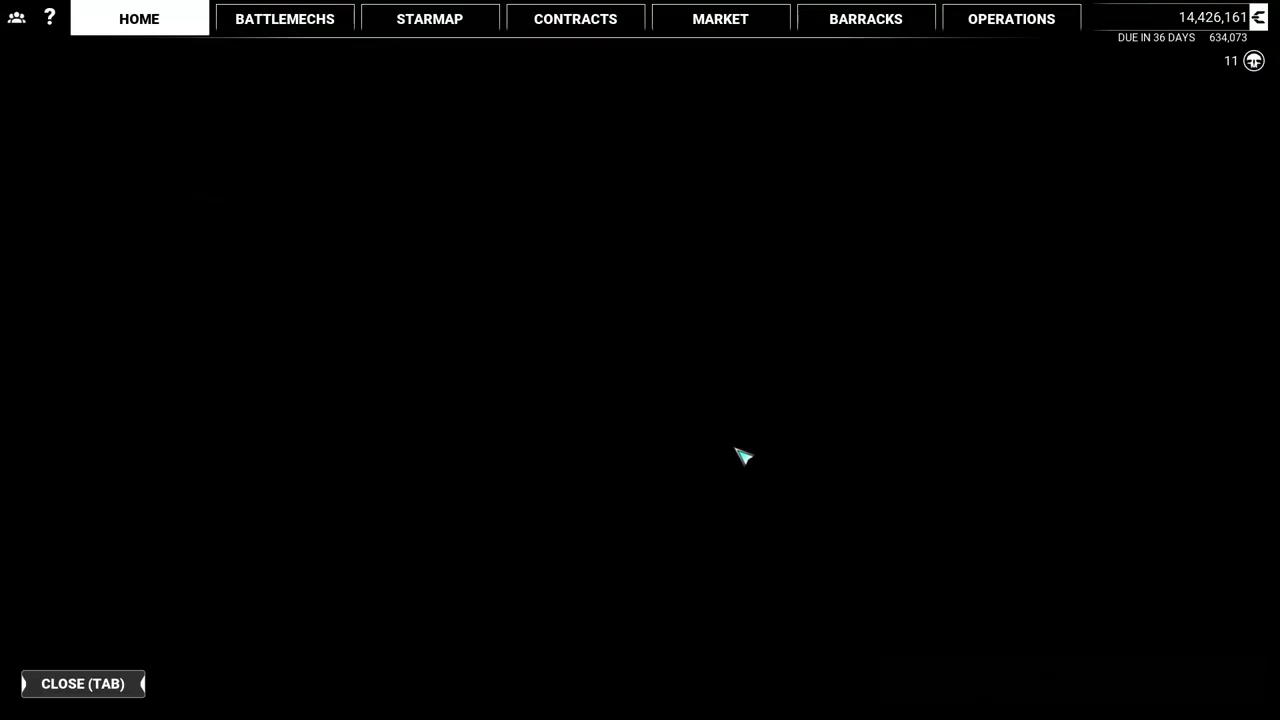 ? HOME BATTLEMECHS STARMAP CONTRACTS MARKET BARRACKS OPERATIONS 14,426,161
DUE IN 36 DAYS 634,073
11
CLOSE (TAB)